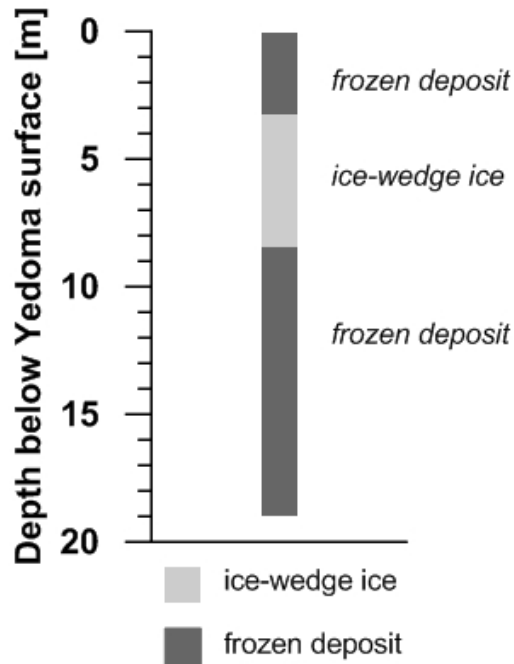 Depth below Yedoma surface [m]
0
5
10
15
20
frozen deposit
ice-wedge ice
frozen deposit
ice-wedge ice
frozen deposit